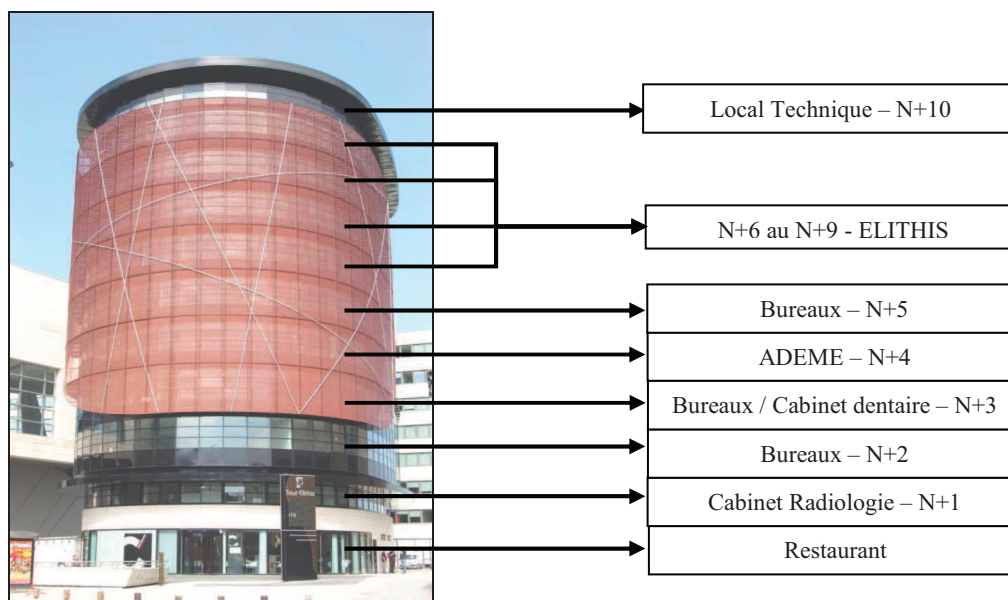 Local Technique – N+10
N+6 au N+9 - ELITHIS
Bureaux – N+5
ADEME – N+4
Bureaux / Cabinet dentaire – N+3
Bureaux – N+2
Cabinet Radiologie – N+1
Restaurant
Tour Elithis